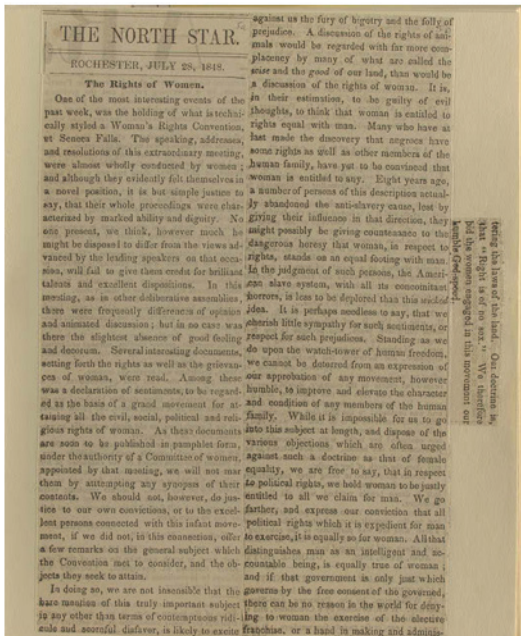 THE NORTH STAR.
ROCHESTER, JULY 28, 1848.
The Rights of Women.
One of the most interesting events of the
past week, was the holding of what is techni-
cally styled a Woman's Rights Convention,
at Seneca Falls. The speaking, addresses,
and resolutions of this extraordinary meeting,
were almost wholly conducted by women;
and although they evidently felt themselves in
a novel position, it is but simple justice to
say, that their whole proceedings were char-
acterized by marked ability and dignity. No
one present, we think, however much he
might be disposed to differ from the views ad-
vanced by the leading speakers on that occa-
sion, will fail to give them credit for brilliant
talents and excellent dispositions. In this
meeting, as in other deliberative assemblies,
there were frequently differences of opinion
and animated discussion; but in no case was
there the slightest absence of good feeling
and decorum. Several interesting documents,
setting forth the rights as well as the grievan-
ces of woman, were read. Among these
was a declaration of sentiments, to be regard-
ed as the basis of a grand movement for at-
taining all the civil, social, political and reli-
gious rights of woman. As these documents
are soon to be published in pamphlet form,
under the authority of a Committee of women,
appointed by that meeting, we will not mar
them by attempting any synopsis of their
contents. We should not, however, do jus-
tice to our own convictions, or to the excel-
lent persons connected with this infant move-
ment, if we did not, in this connection, offer
a few remarks on the general subject which
the Convention met to consider, and the ob-
jects they seek to attain.
In doing so, we are not insensible that the
bare mention of this truly important subject
in any other than terms of contemptuous ridi-
cule and scornful disfavor, is likely to excite
against us the fury of bigotry and the folly of
prejudice. A discussion of the rights of ani-
mals would be regarded with far more com-
placency by many of what are called the
wise and the good of our land, than would be
a discussion of the rights of woman. It is,
in their estimation, to be guilty of evil
thoughts, to think that woman is entitled to
rights equal with man. Many who have at
last made the discovery that negroes have
some rights as well as other members of the
human family, have yet to be convinced that
woman is entitled to any. Eight years ago,
a number of persons of this description actual-
ly abandoned the anti-slavery cause, lest by
giving their influence in that direction, they
might possibly be giving countenance to the
dangerous heresy that woman, in respect to
rights, stands on an equal footing with man.
In the judgment of such persons, the Ameri-
can slave system, with all its concomitant
horrors, is less to be deplored than this wicked
idea. It is perhaps needless to say, that we
cherish little sympathy for such sentiments, or
respect for such prejudices. Standing as we
do upon the watch-tower of human freedom,
we cannot be deterred from an expression of
our approbation of any movement, however
humble, to improve and elevate the character
and condition of any members of the human
family. While it is impossible for us to go
into this subject at length, and dispose of the
various objections which are often urged
against such a doctrine as that of female
equality, we are free to say, that in respect
to political rights, we hold woman to be justly
entitled to all we claim for man. We go
farther, and express our conviction that all
political rights which it is expedient for man
to exercise, it is equally so for woman. All that
distinguishes man as an intelligent and ac-
countable being, is equally true of woman;
and if that government is only just which
governs by the free consent of the governed,
there can be no reason in the world for deny-
ing to woman the exercise of the elective
franchise, or a hand in making and adminis-
tering the laws of the land. Our doctrine is,
that "Right is of no sex." We therefore
bid the women engaged in this movement our
humble God-speed.